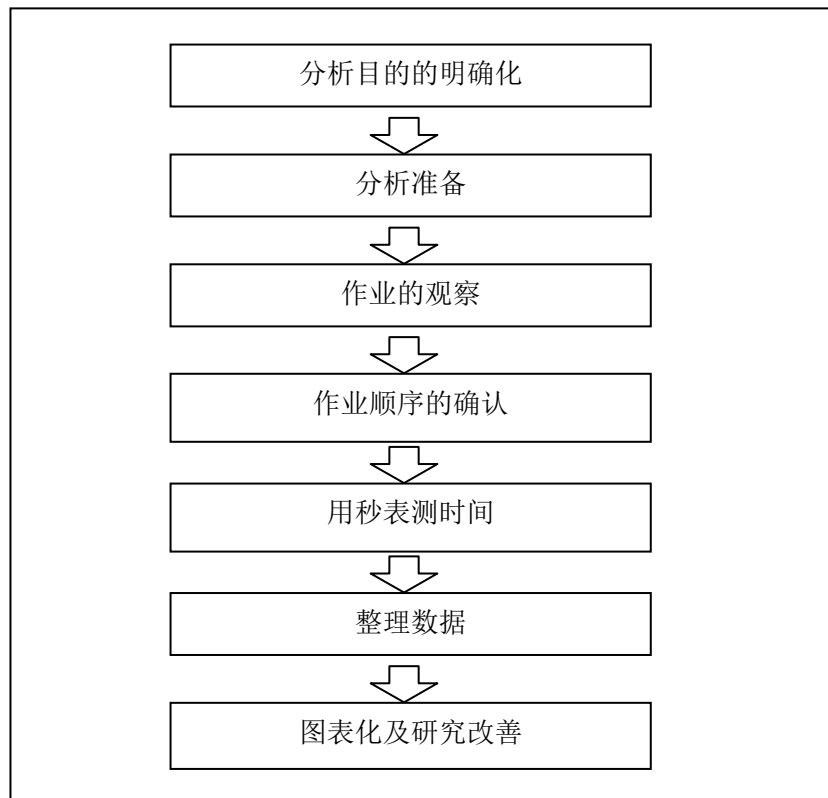 分析目的的明确化
分析准备
作业的观察
作业顺序的确认
用秒表测时间
整理数据
图表化及研究改善